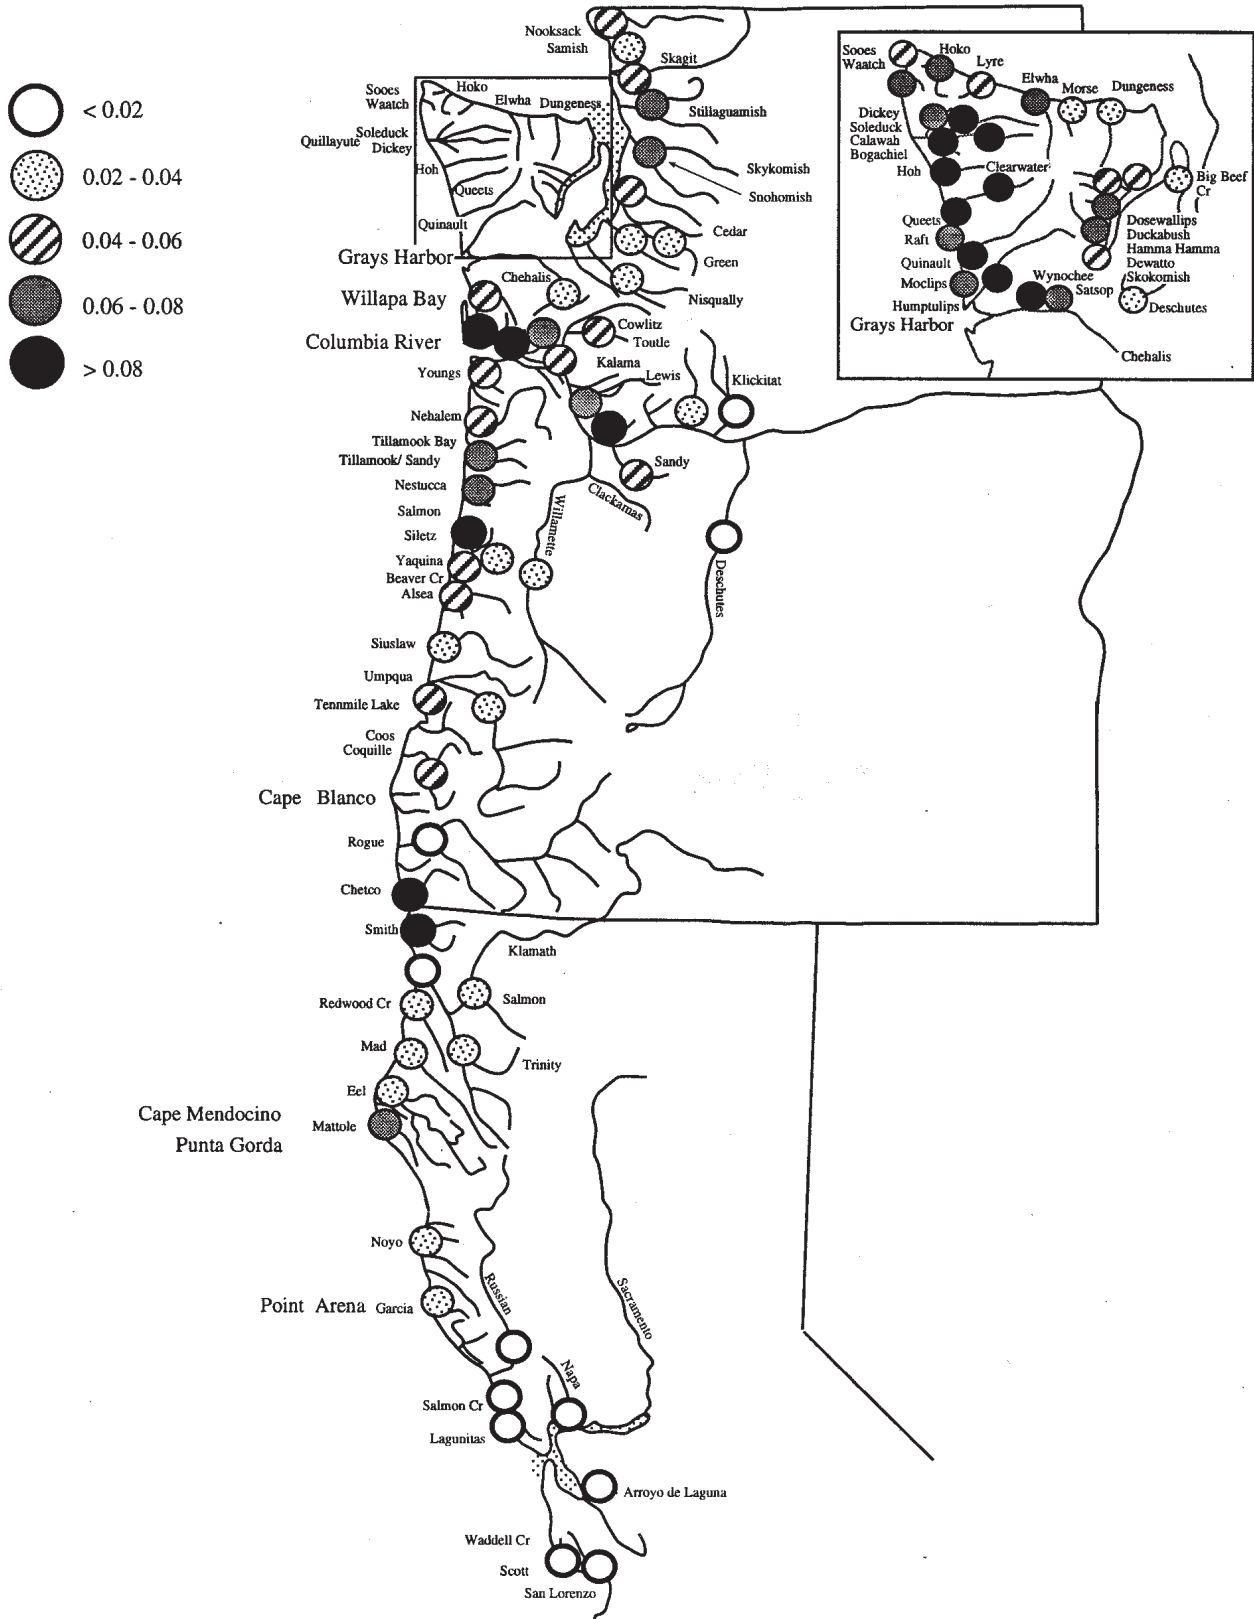 < 0.02
0.02 - 0.04
0.04 - 0.06
0.06 - 0.08
> 0.08
Nooksack
Samish
Skagit
Stiliaguamish
Skykomish
Snohomish
Cedar
Green
Nisqually
Sooes
Waatch
Hoko
Elwha
Dungeness
Quillayute
Soleduck
Dickey
Hoh
Queets
Quinault
Grays Harbor
Chehalis
Willapa Bay
Columbia River
Cowlitz
Toutle
Kalama
Lewis
Klickitat
Youngs
Nehalem
Tillamook Bay
Tillamook/ Sandy
Nestucca
Salmon
Siletz
Yaquina
Beaver Cr
Alsea
Sandy
Clackamas
Willamette
Deschutes
Siuslaw
Umpqua
Tennmile Lake
Coos
Coquille
Cape Blanco
Rogue
Chetco
Smith
Klamath
Redwood Cr
Salmon
Mad
Trinity
Eel
Cape Mendocino
Mattole
Punta Gorda
Noyo
Point Arena
Garcia
Russian
Sacramento
Napa
Salmon Cr
Lagunitas
Arroyo de Laguna
Waddell Cr
Scott
San Lorenzo
Sooes
Waatch
Hoko
Lyre
Elwha
Morse
Dungeness
Dickey
Soleduck
Calawah
Bogachiel
Hoh
Clearwater
Big Beef
Cr
Queets
Raft
Quinault
Moclips
Humptulips
Dosewallips
Duckabush
Hamma Hamma
Dewatto
Skokomish
Wynochee
Satsop
Deschutes
Grays Harbor
Chehalis